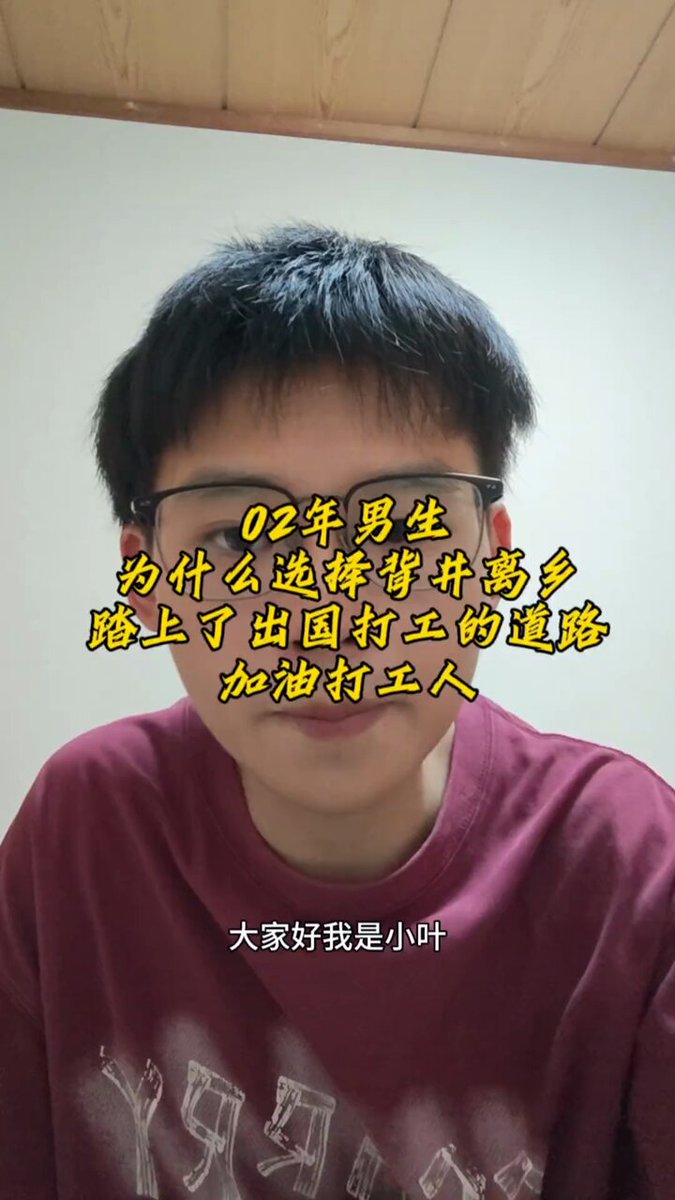 02年男生
为什么选择背井离乡
踏上了出国打工的道路
加油打工人
大家好我是小叶